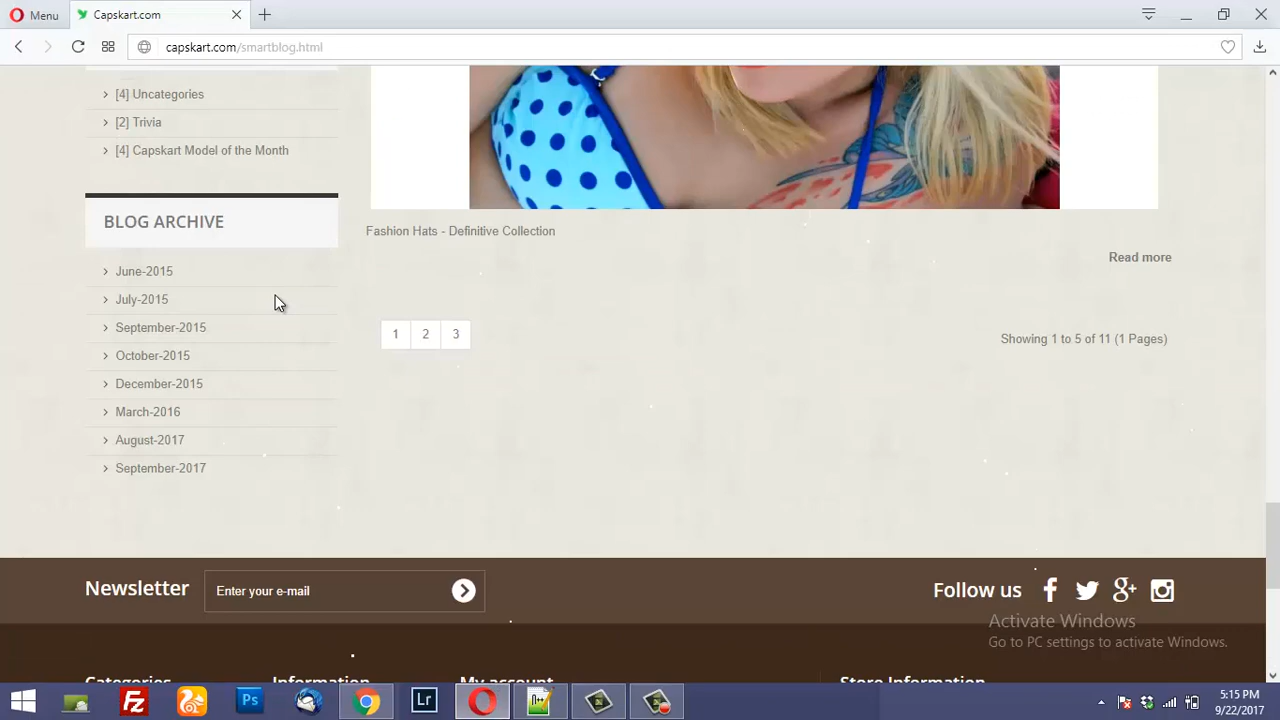 Menu
Capskart.com
capskart.com/smartblog.html
[4] Uncategories
[2] Trivia
[4] Capskart Model of the Month
BLOG ARCHIVE
June-2015
July-2015
September-2015
October-2015
December-2015
March-2016
August-2017
September-2017
Fashion Hats - Definitive Collection
Read more
1 2 3
Showing 1 to 5 of 11 (1 Pages)
Newsletter
Enter your e-mail
Follow us
Activate Windows
Go to PC settings to activate Windows.
Categories
Information
My account
Store Information
Ps
Lr
5:15 PM
9/22/2017